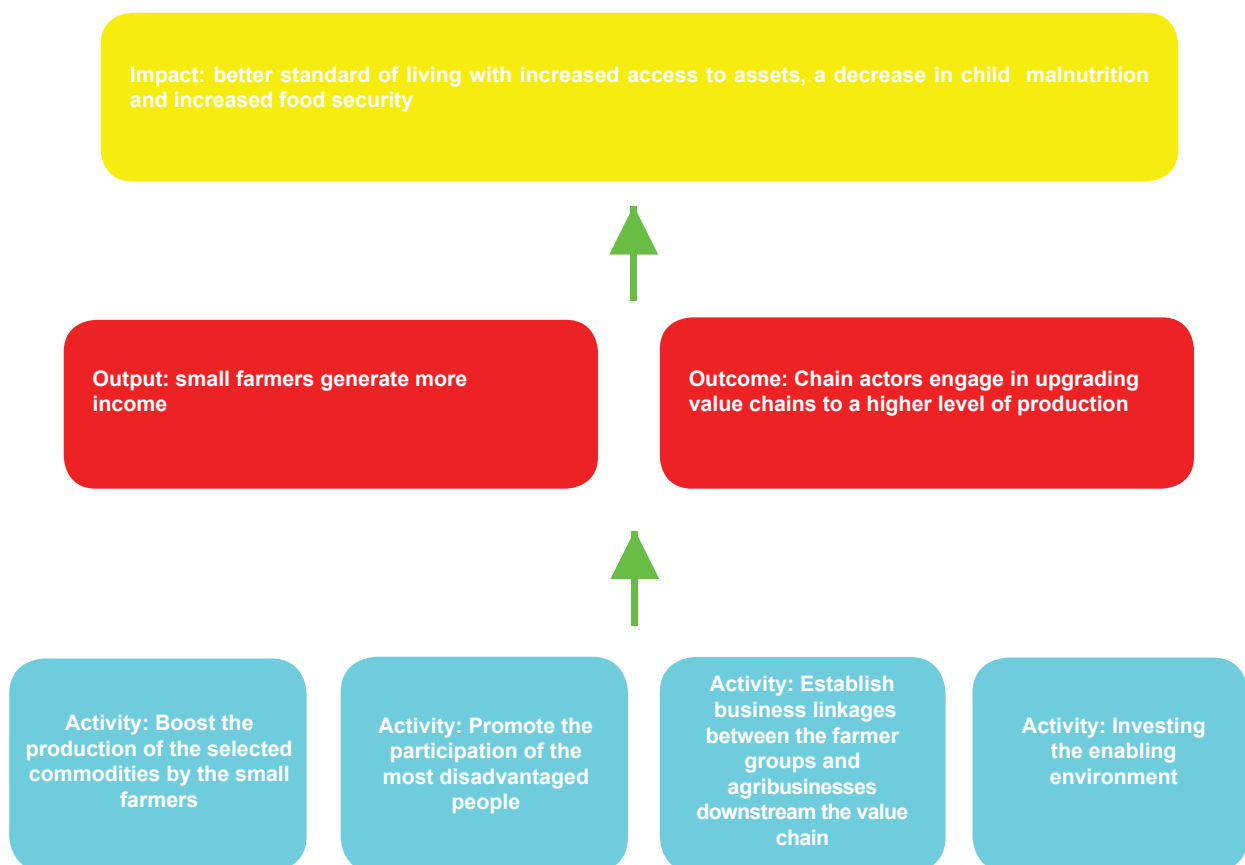 Impact: better standard of living with increased access to assets, a decrease in child malnutrition
and increased food security
Output: small farmers generate more
income
Outcome: Chain actors engage in upgrading
value chains to a higher level of production
Activity: Boost the
production of the selected
commodities by the small
farmers
Activity: Promote the
participation of the
most disadvantaged
people
Activity: Establish
business linkages
between the farmer
groups and
agribusinesses
downstream the value
chain
Activity: Investing
the enabling
environment